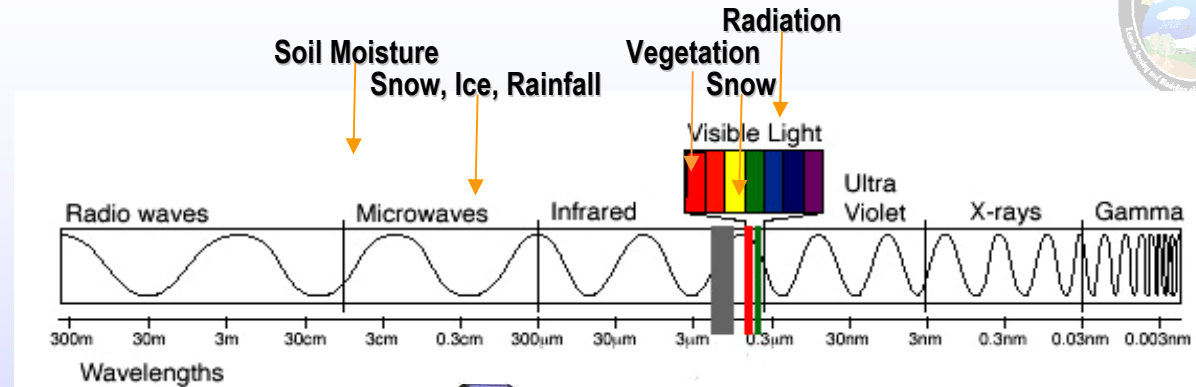 Radiation
Soil Moisture
Vegetation
Snow, Ice, Rainfall
Snow
Visible Light
Radio waves
Microwaves
Infrared
Ultra
Violet
X-rays
Gamma
300m 30m 3m 30cm 3cm 0.3cm 300μm 30μm 3μm 0.3μm 30nm 3nm 0.3nm 0.03nm 0.003nm
Wavelengths